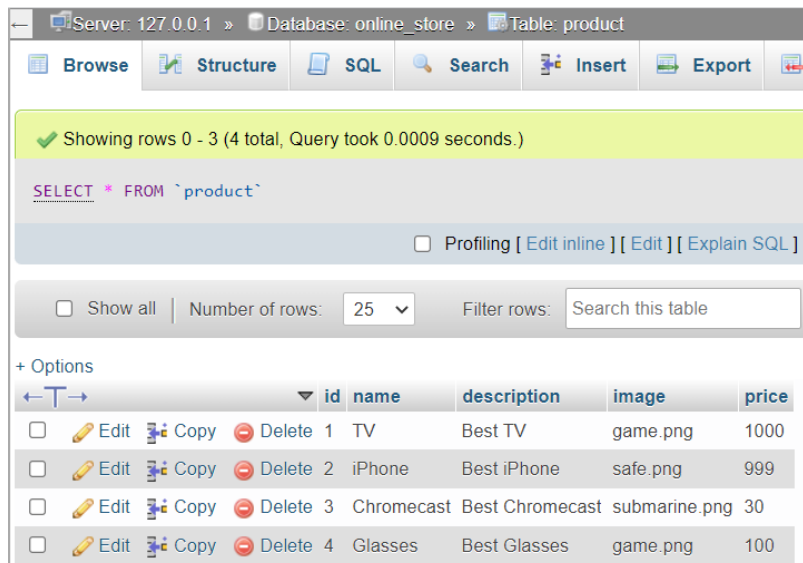 ← Server: 127.0.0.1 » Database: online_store » Table: product
Browse Structure SQL Search Insert Export
Showing rows 0 - 3 (4 total, Query took 0.0009 seconds.)
SELECT * FROM `product`
Profiling [ Edit inline ] [ Edit ] [ Explain SQL ]
Show all | Number of rows: 25 Filter rows: Search this table
+ Options
←T→ id name description image price
Edit Copy Delete 1 TV Best TV game.png 1000
Edit Copy Delete 2 iPhone Best iPhone safe.png 999
Edit Copy Delete 3 Chromecast Best Chromecast submarine.png 30
Edit Copy Delete 4 Glasses Best Glasses game.png 100